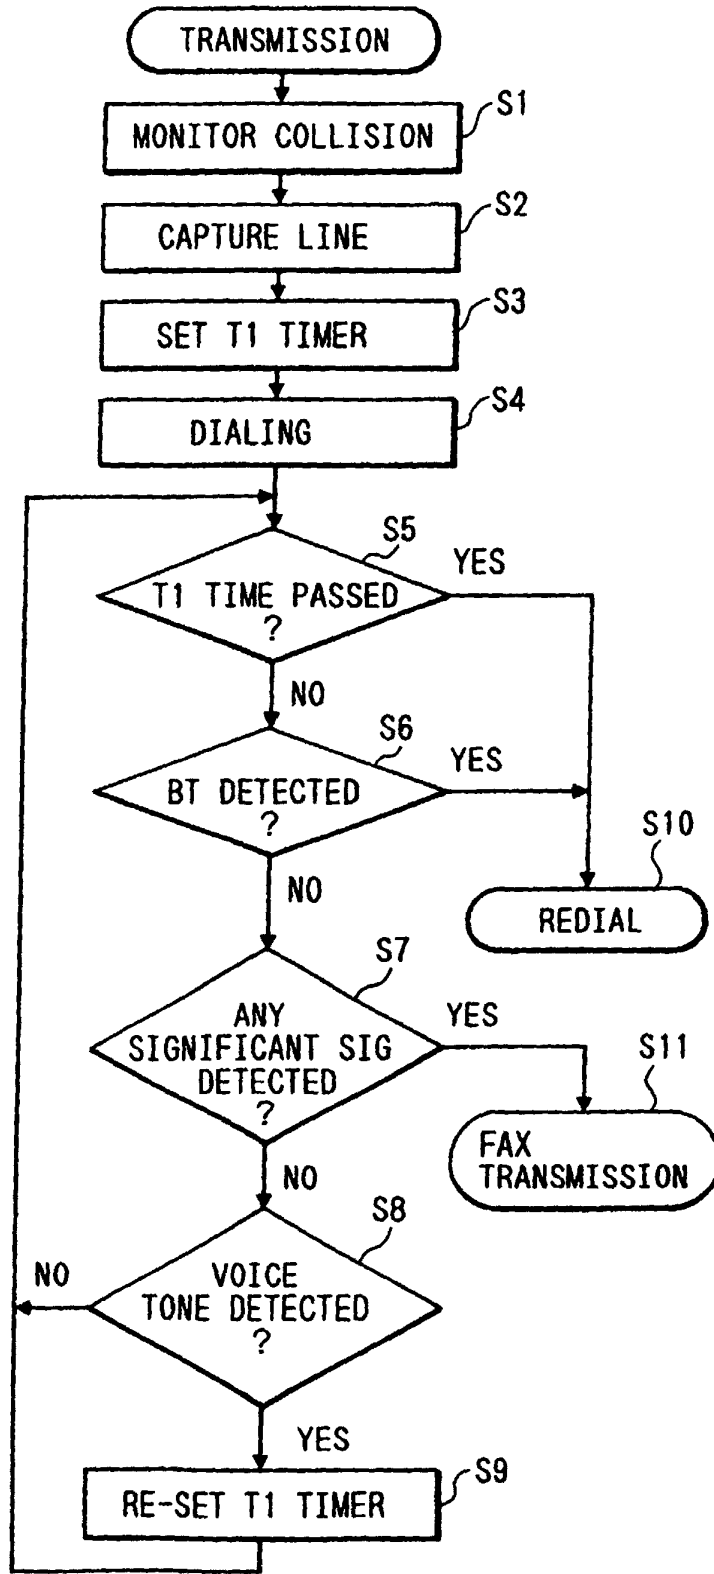 TRANSMISSION
S1
MONITOR COLLISION
S2
CAPTURE LINE
S3
SET T1 TIMER
S4
DIALING
S5
YES
T1 TIME PASSED
?
NO
S6
YES
BT DETECTED
?
S10
NO
REDIAL
S7
YES
ANY
SIGNIFICANT SIG
DETECTED
?
S11
FAX
TRANSMISSION
NO
S8
NO
VOICE
TONE DETECTED
?
YES
S9
RE-SET T1 TIMER